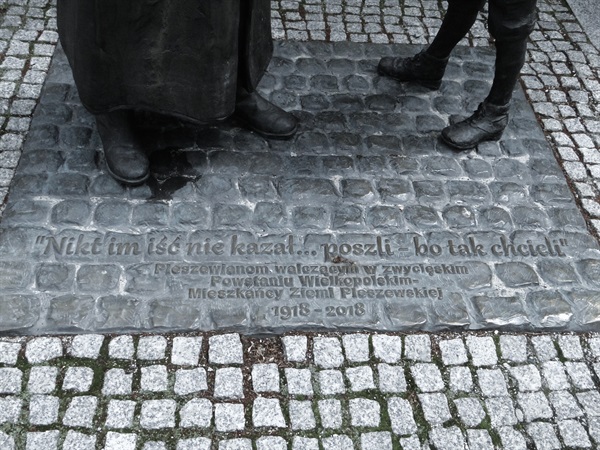 "Nikt im iść nie kazał... poszli - bo tak chcieli"
Pleszewianom walczącym w zwycięskim
Powstaniu Wielkopolskim-
Mieszkańcy Ziemi Pleszewskiej
1918 - 2018